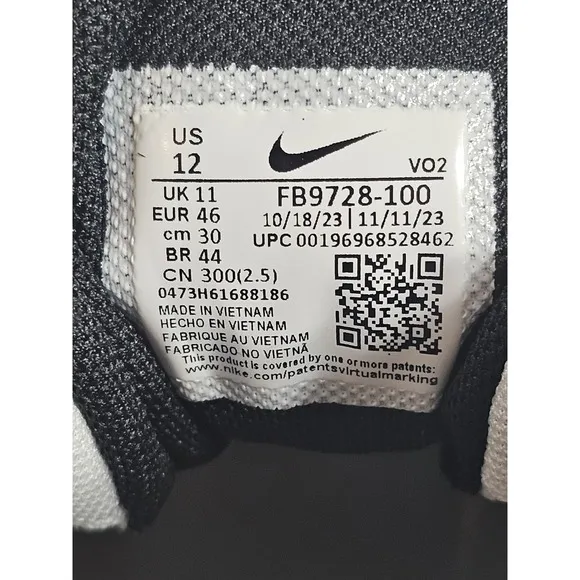 US
12
VO2
UK 11
EUR 46
cm 30
BR 44
CN 300(2.5)
0473H61688186
FB9728-100
10/18/23 | 11/11/23
UPC 00196968528462
MADE IN VIETNAM
HECHO EN VIETNAM
FABRIQUE AU VIETNAM
FABRICADO NO VIETNÃ
This product is covered by one or more patents:
www.nike.com/patentsvirtualmarking